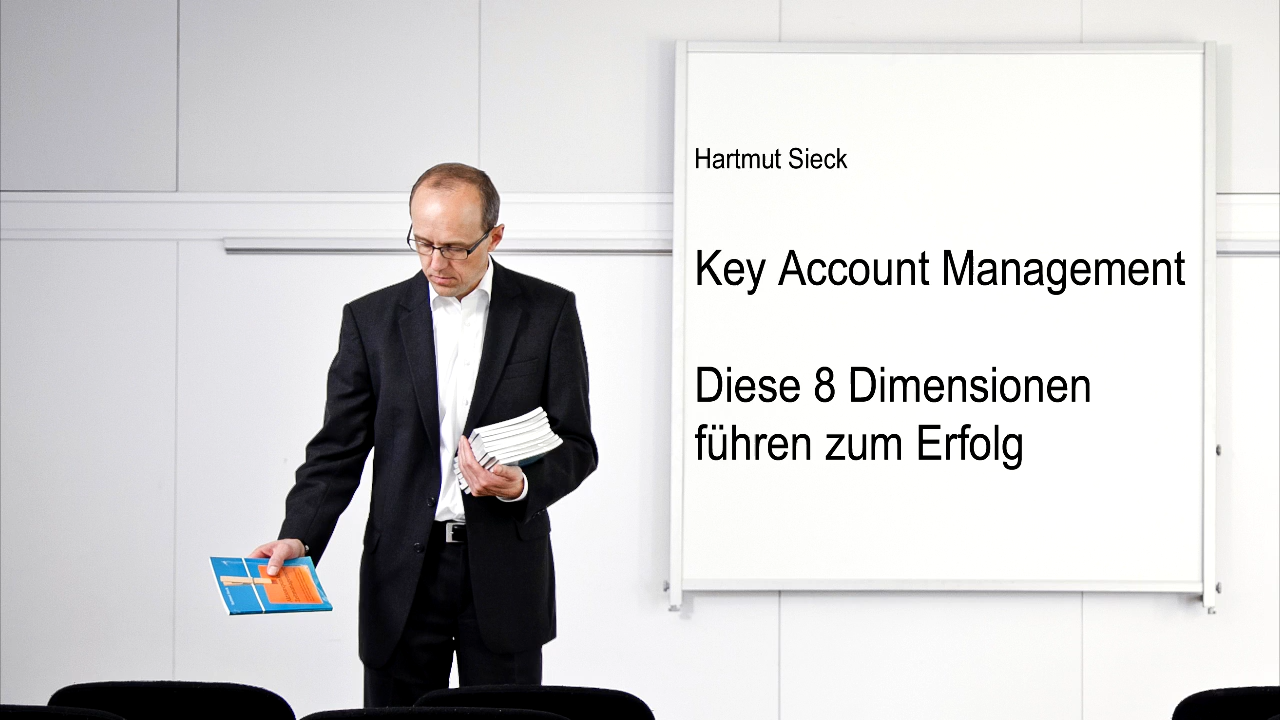 Hartmut Sieck
Key Account Management
Diese 8 Dimensionen
führen zum Erfolg